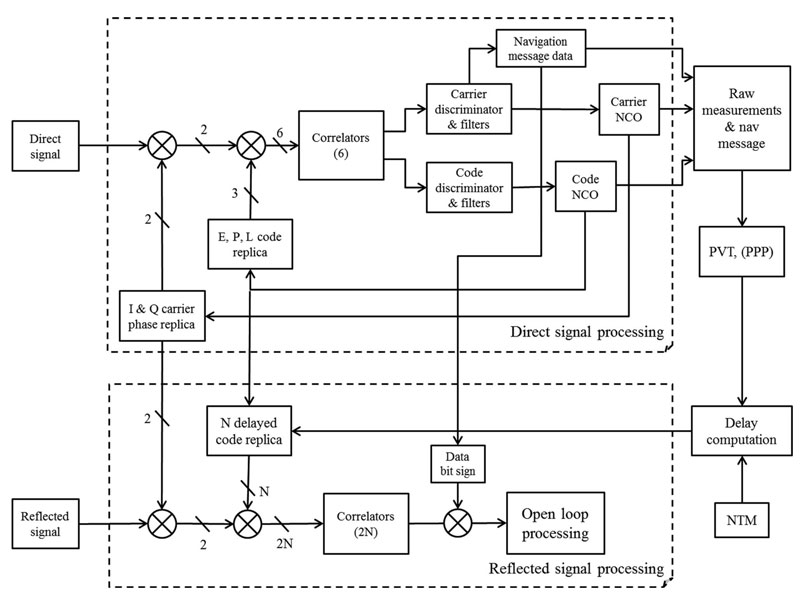 Navigation
message data
Carrier
discriminator
& filters
Carrier
NCO
Raw
measurements
& nav
message
Direct
signal
2
6
Correlators
(6)
Code
discriminator
& filters
Code
NCO
3
2
E, P, L code
replica
PVT, (PPP)
I & Q carrier
phase replica
Direct signal processing
2
N delayed
code replica
Delay
computation
Data
bit sign
N
Reflected
signal
2
2N
Correlators
(2N)
Open loop
processing
NTM
Reflected signal processing